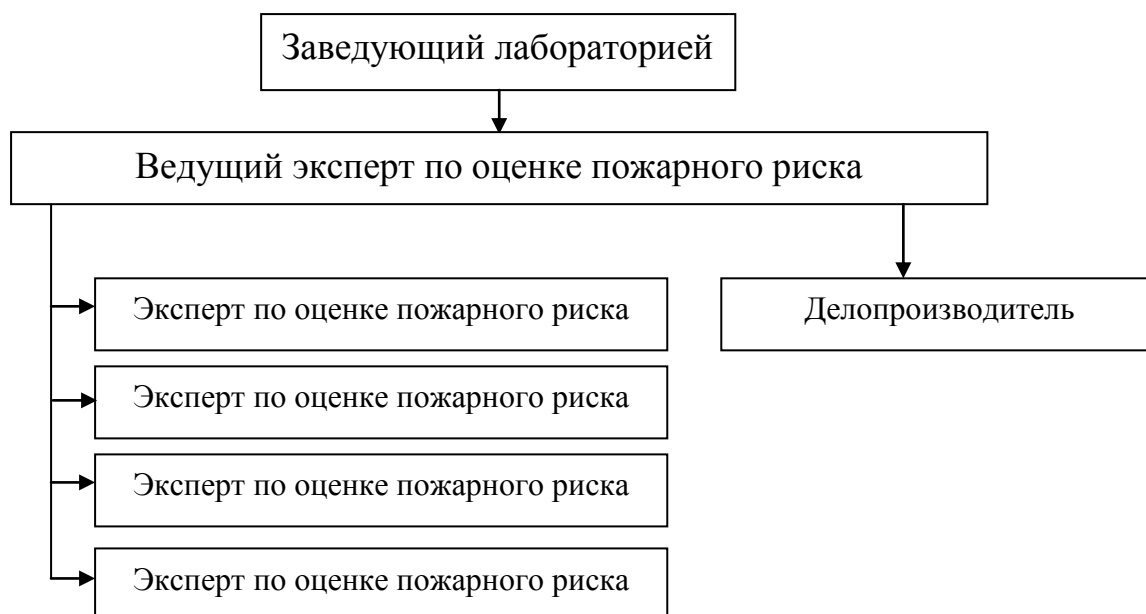 Заведующий лабораторией
Ведущий эксперт по оценке пожарного риска
Эксперт по оценке пожарного риска
Делопроизводитель
Эксперт по оценке пожарного риска
Эксперт по оценке пожарного риска
Эксперт по оценке пожарного риска